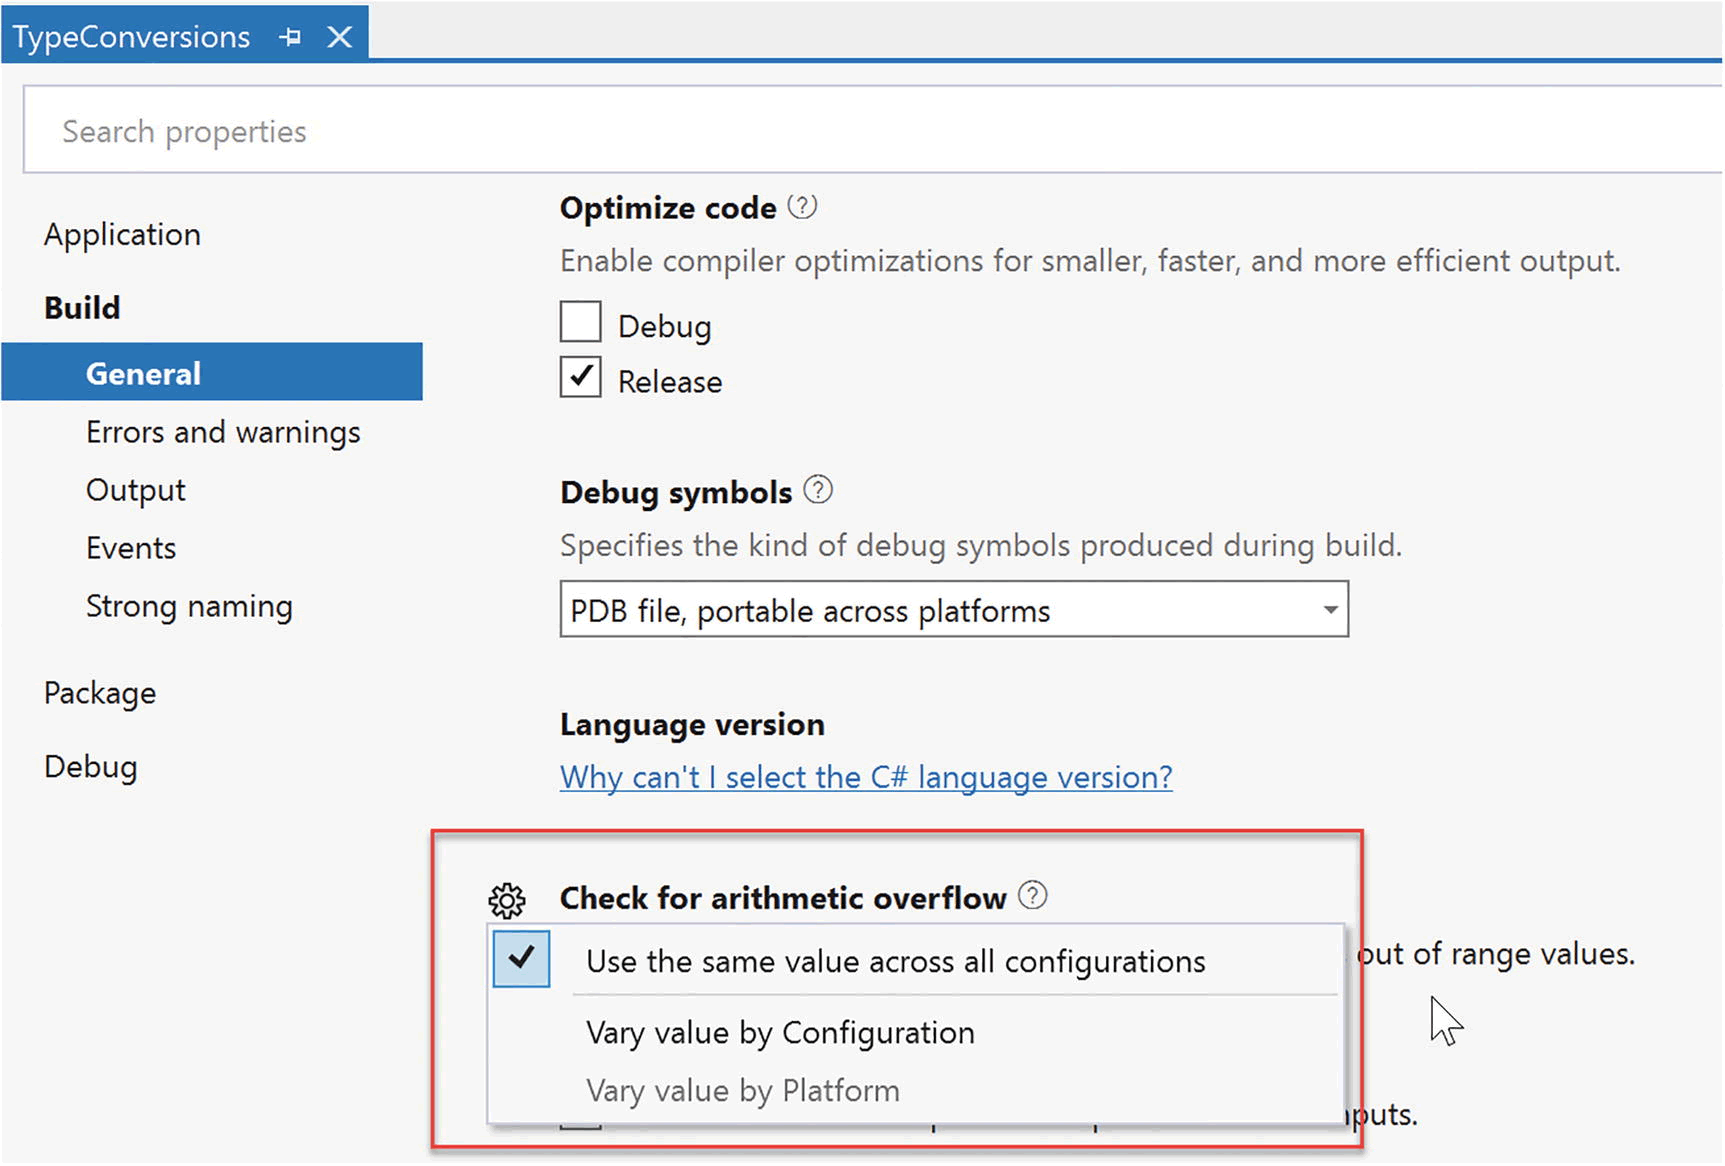 TypeConversions
Search properties
Application
Build
General
Errors and warnings
Output
Events
Strong naming
Package
Debug
Optimize code
Enable compiler optimizations for smaller, faster, and more efficient output.
Debug
Release
Debug symbols
Specifies the kind of debug symbols produced during build.
PDB file, portable across platforms
Language version
Why can't I select the C# language version?
Check for arithmetic overflow
Use the same value across all configurations
out of range values.
Vary value by Configuration
Vary value by Platform